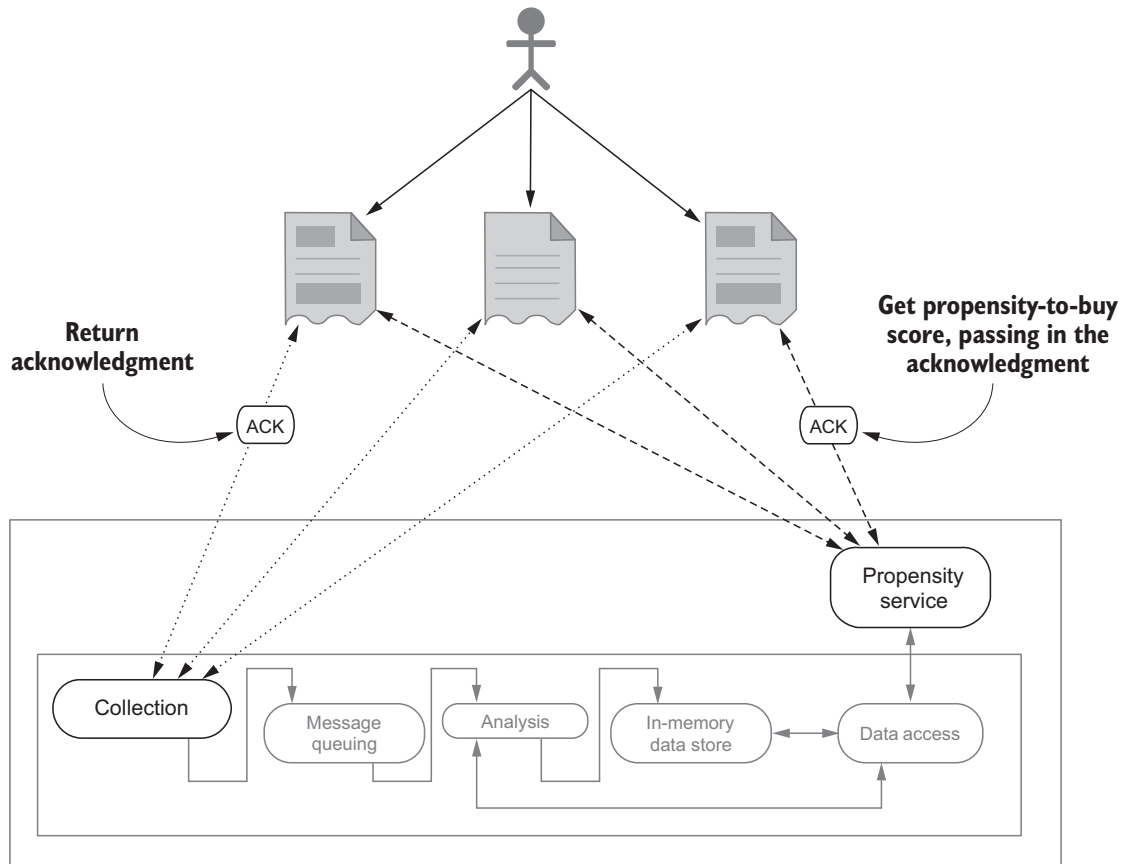 Return
acknowledgment
Get propensity-to-buy
score, passing in the
acknowledgment
ACK
ACK
Propensity
service
Collection
Message
queuing
Analysis
In-memory
data store
Data access